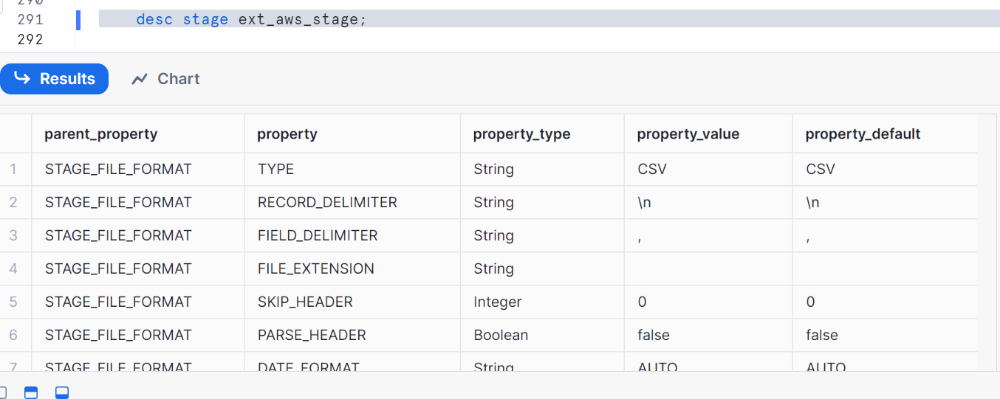 290
291 desc stage ext_aws_stage;
292
Results Chart
parent_property property property_type property_value property_default
1 STAGE_FILE_FORMAT TYPE String CSV CSV
2 STAGE_FILE_FORMAT RECORD_DELIMITER String \n \n
3 STAGE_FILE_FORMAT FIELD_DELIMITER String , ,
4 STAGE_FILE_FORMAT FILE_EXTENSION String
5 STAGE_FILE_FORMAT SKIP_HEADER Integer 0 0
6 STAGE_FILE_FORMAT PARSE_HEADER Boolean false false
7 STAGE_FILE_FORMAT DATE_FORMAT String AUTO AUTO